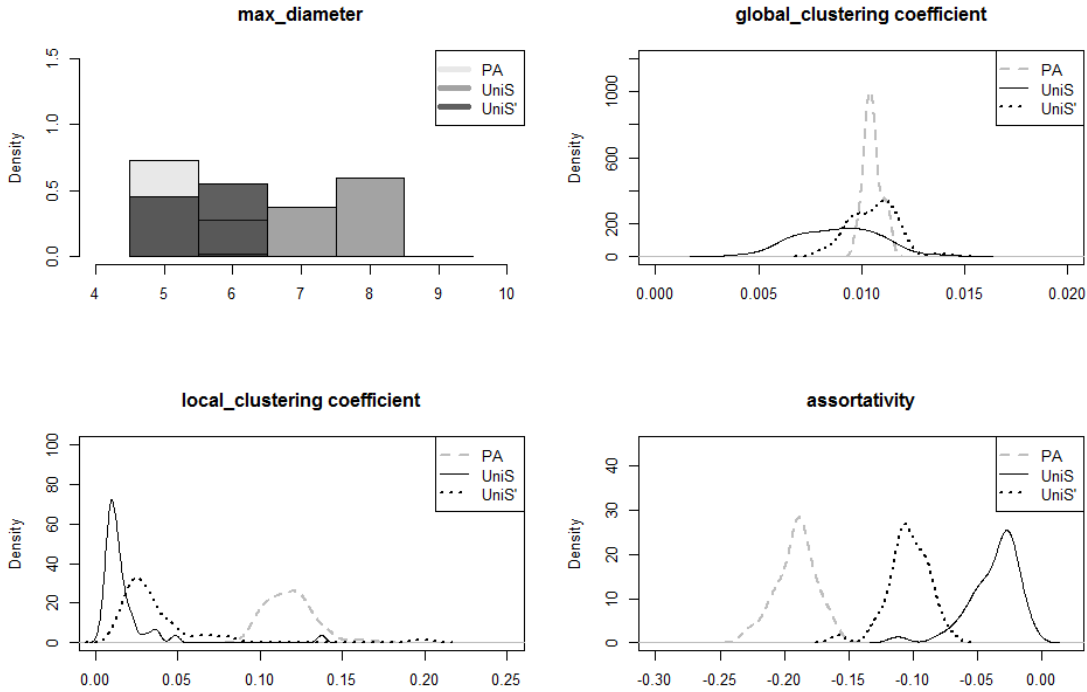 max_diameter
Density
0.0 0.5 1.0 1.5
4 5 6 7 8 9 10
PA
UniS
UniS'
global_clustering coefficient
Density
0 200 600 1000
0.000 0.005 0.010 0.015 0.020
PA
UniS
UniS'
local_clustering coefficient
Density
0 20 40 60 80 100
0.00 0.05 0.10 0.15 0.20 0.25
PA
UniS
UniS'
assortativity
Density
0 10 20 30 40
-0.30 -0.25 -0.20 -0.15 -0.10 -0.05 0.00
PA
UniS
UniS'